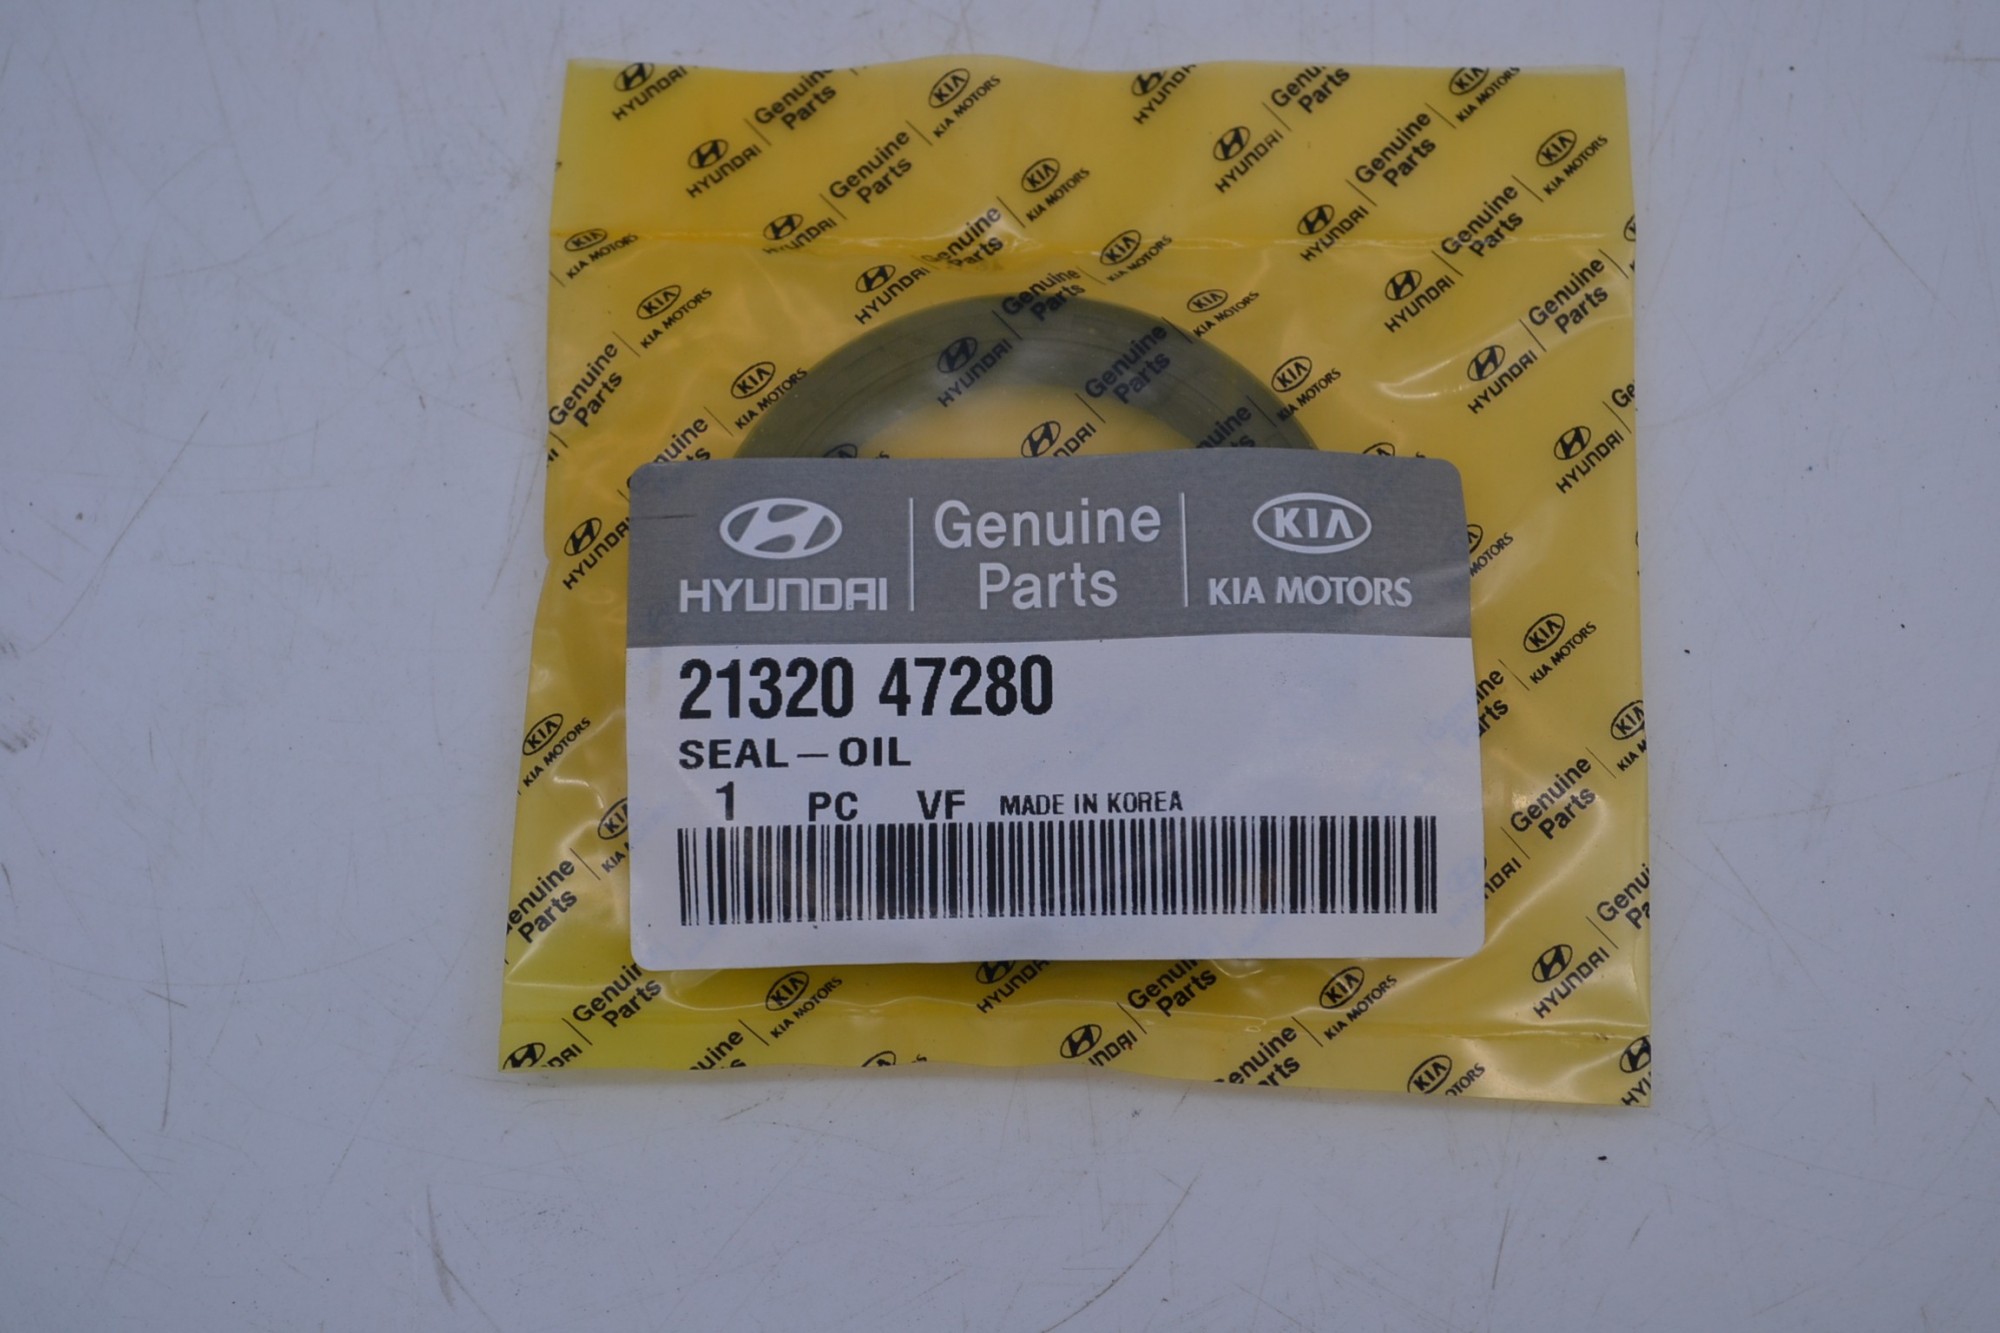 HYUNDAI
Genuine
Parts
KIA
KIA MOTORS
21320 47280
SEAL-OIL
1 PC VF MADE IN KOREA